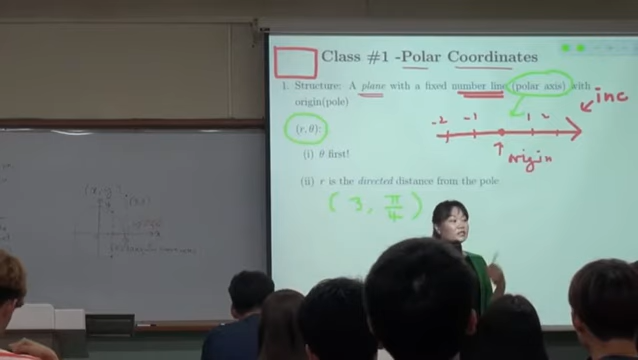 Class #1 -Polar Coordinates
1. Structure: A plane with a fixed number line (polar axis) with
origin(pole)
inc
-2 -1 1 2
(r, θ):
origin
(i) θ first!
(ii) r is the directed distance from the pole
(3, π/4)